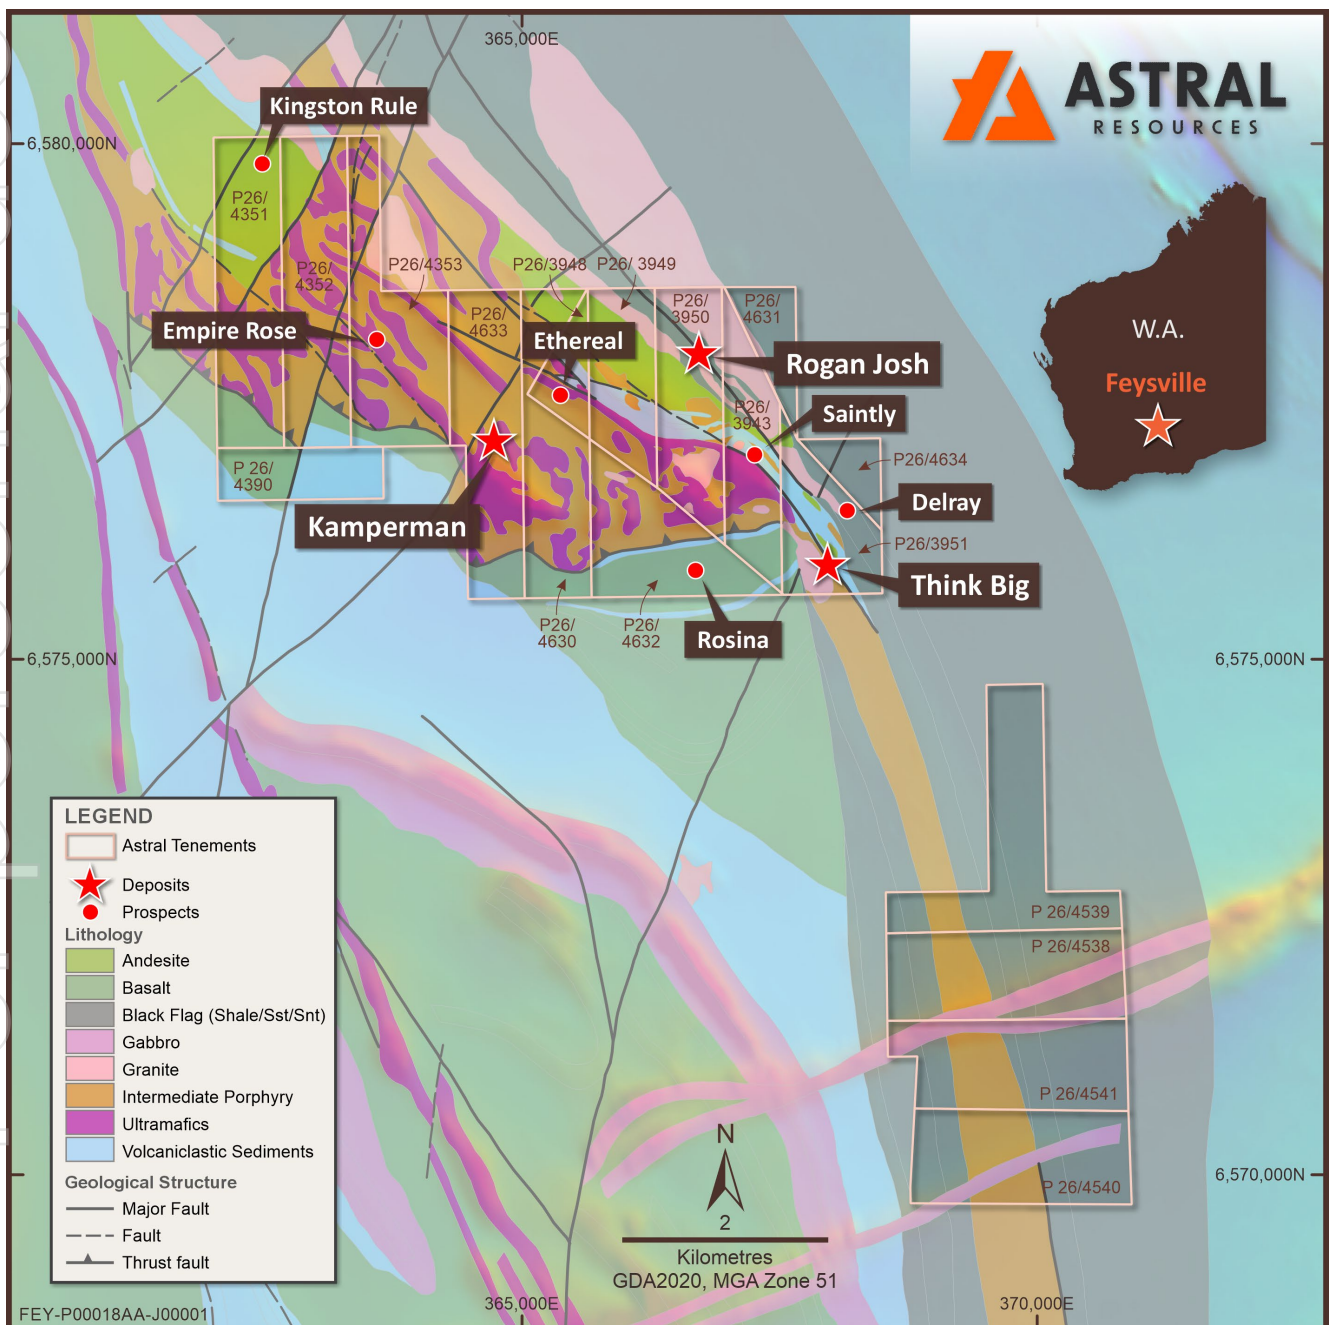 365,000E
ASTRAL
RESOURCES
Kingston Rule
6,580,000N
P26/
4351
P26/
4352
P26/4353
P26/3948
P26/ 3949
P26/
3950
P26/
4631
P26/
4633
Empire Rose
Ethereal
Rogan Josh
W.A.
Feysville
P26/
3943
Saintly
P 26/
4390
P26/4634
Delray
Kamperman
P26/3951
Think Big
P26/
4630
P26/
4632
Rosina
6,575,000N
6,575,000N
LEGEND
Astral Tenements
Deposits
Prospects
Lithology
Andesite
Basalt
Black Flag (Shale/Sst/Snt)
Gabbro
Granite
Intermediate Porphyry
Ultramafics
Volcaniclastic Sediments
Geological Structure
Major Fault
Fault
Thrust fault
P 26/4539
P 26/4538
P 26/4541
P 26/4540
N
2
Kilometres
GDA2020, MGA Zone 51
6,570,000N
365,000E
370,000E
FEY-P00018AA-J00001